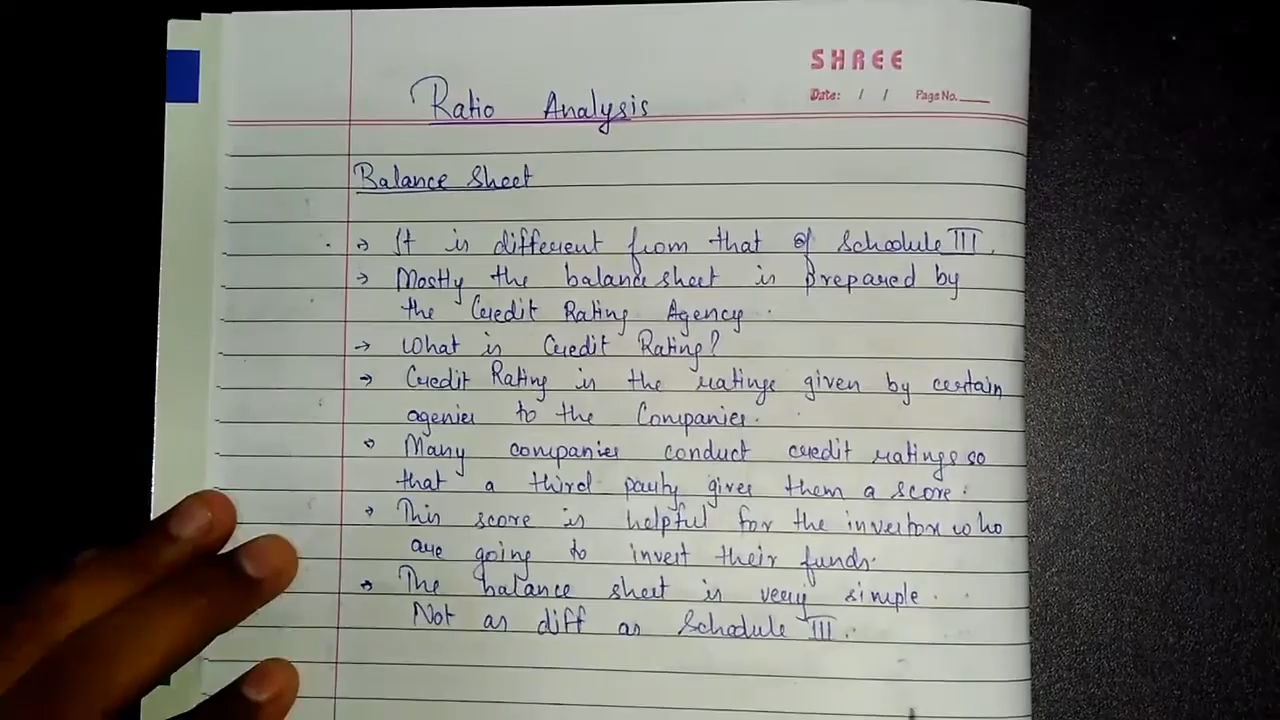 SHREE
Date: / / Page No.
Ratio Analysis
Balance Sheet
→ It is different from that of Schedule III.
→ Mostly the balance sheet is prepared by
the Credit Rating Agency.
→ What is Credit Rating?
→ Credit Rating is the ratings given by certain
agenies to the Companies.
→ Many companies conduct credit ratings so
that a third party gives them a score.
→ This score is helpful for the investor who
are going to invest their funds.
→ The balance sheet is very simple.
Not as diff as Schedule III.